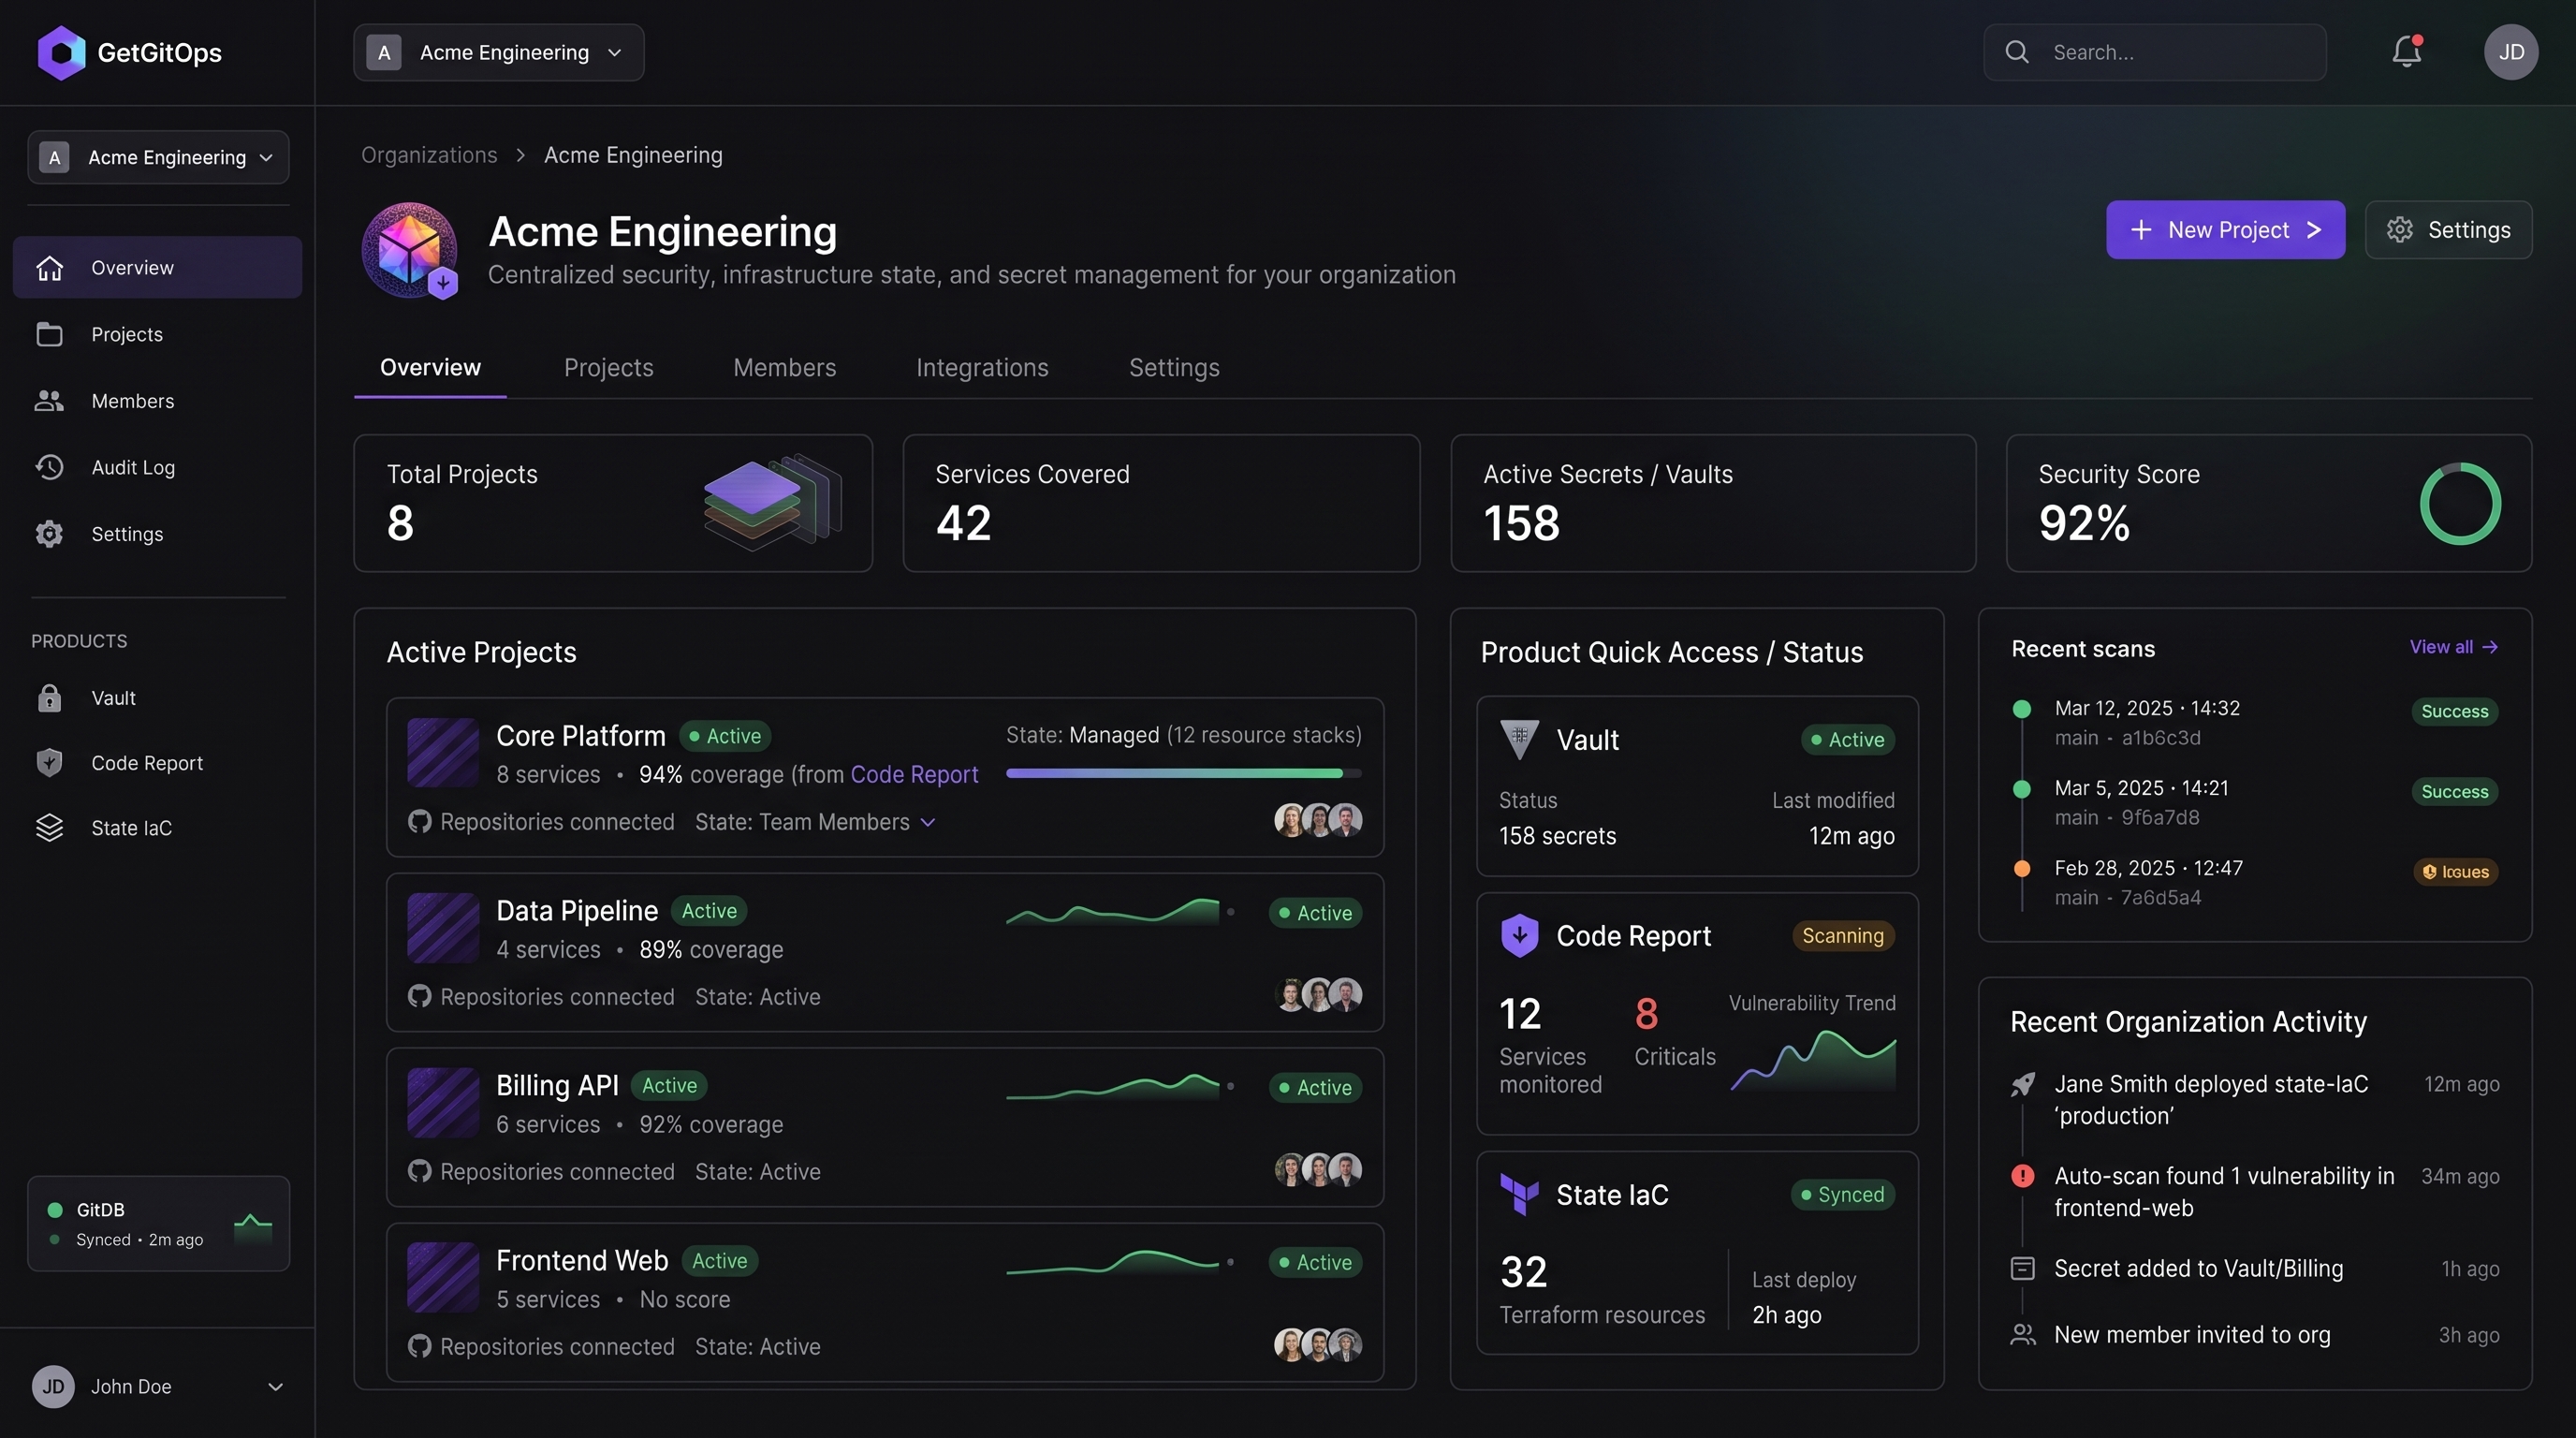 GetGitOps
A Acme Engineering
Search...
JD
A Acme Engineering
Overview
Projects
Members
Audit Log
Settings
PRODUCTS
Vault
Code Report
State IaC
GitDB
Synced • 2m ago
JD John Doe
Organizations > Acme Engineering
Acme Engineering
Centralized security, infrastructure state, and secret management for your organization
+ New Project >
Settings
Overview Projects Members Integrations Settings
Total Projects
8
Services Covered
42
Active Secrets / Vaults
158
Security Score
92%
Active Projects
Core Platform Active
State: Managed (12 resource stacks)
8 services • 94% coverage (from Code Report
Repositories connected State: Team Members
Data Pipeline Active
Active
4 services • 89% coverage
Repositories connected State: Active
Billing API Active
Active
6 services • 92% coverage
Repositories connected State: Active
Frontend Web Active
Active
5 services • No score
Repositories connected State: Active
Product Quick Access / Status
Vault Active
Status Last modified
158 secrets 12m ago
Code Report Scanning
12
Services
monitored
8
Criticals
Vulnerability Trend
State IaC Synced
32
Terraform resources
Last deploy
2h ago
Recent scans View all →
Mar 12, 2025 • 14:32 Success
main - a1b6c3d
Mar 5, 2025 • 14:21 Success
main - 9f6a7d8
Feb 28, 2025 • 12:47
main - 7a6d5a4
Recent Organization Activity
Jane Smith deployed state-IaC 12m ago
‘production’
Auto-scan found 1 vulnerability in 34m ago
frontend-web
Secret added to Vault/Billing 1h ago
New member invited to org 3h ago